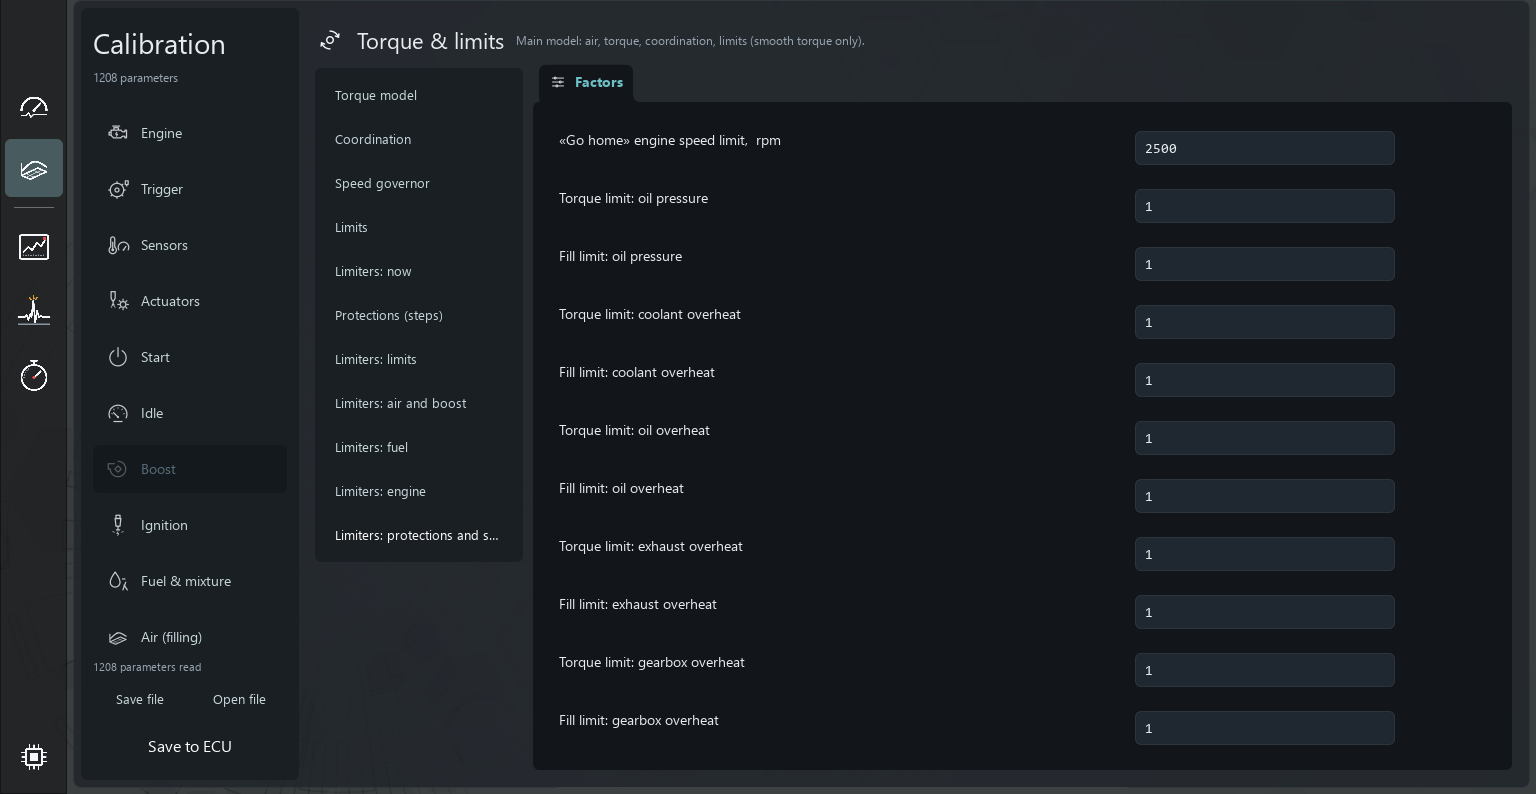 Calibration
1208 parameters
Engine
Trigger
Sensors
Actuators
Start
Idle
Boost
Ignition
Fuel & mixture
Air (filling)
1208 parameters read
Save file Open file
Save to ECU
Torque & limits Main model: air, torque, coordination, limits (smooth torque only).
Torque model
Coordination
Speed governor
Limits
Limiters: now
Protections (steps)
Limiters: limits
Limiters: air and boost
Limiters: fuel
Limiters: engine
Limiters: protections and s...
Factors
«Go home» engine speed limit, rpm 2500
Torque limit: oil pressure 1
Fill limit: oil pressure 1
Torque limit: coolant overheat 1
Fill limit: coolant overheat 1
Torque limit: oil overheat 1
Fill limit: oil overheat 1
Torque limit: exhaust overheat 1
Fill limit: exhaust overheat 1
Torque limit: gearbox overheat 1
Fill limit: gearbox overheat 1